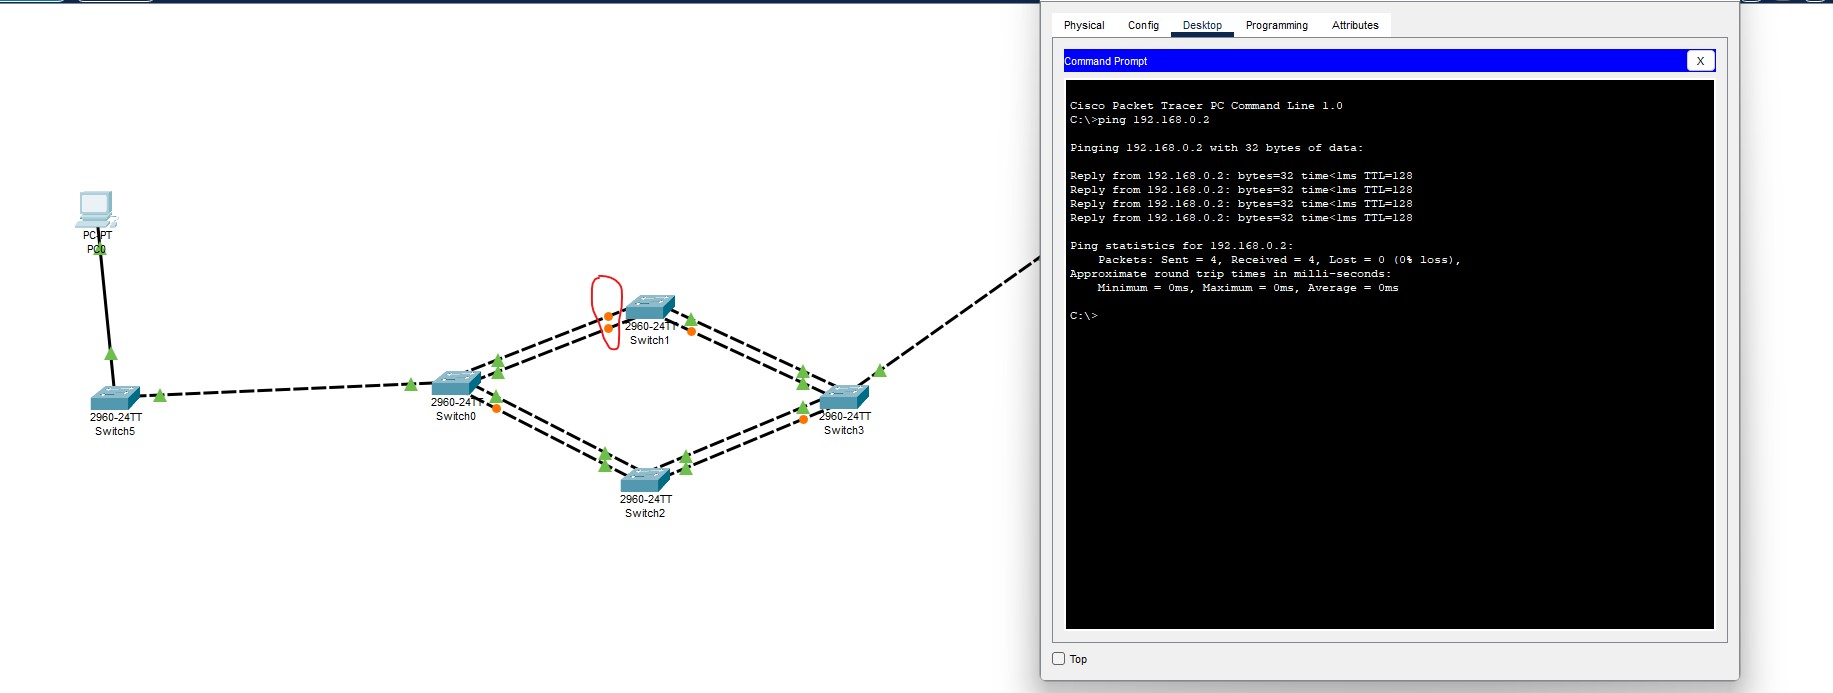 Physical
Config
Desktop
Programming
Attributes
Command Prompt
X
Cisco Packet Tracer PC Command Line 1.0
C:\>ping 192.168.0.2
Pinging 192.168.0.2 with 32 bytes of data:
Reply from 192.168.0.2: bytes=32 time<1ms TTL=128
Reply from 192.168.0.2: bytes=32 time<1ms TTL=128
Reply from 192.168.0.2: bytes=32 time<1ms TTL=128
Reply from 192.168.0.2: bytes=32 time<1ms TTL=128
Ping statistics for 192.168.0.2:
Packets: Sent = 4, Received = 4, Lost = 0 (0% loss),
Approximate round trip times in milli-seconds:
Minimum = 0ms, Maximum = 0ms, Average = 0ms
C:\>
Top
PC-PT
PC0
2960-24TT
Switch5
2960-24TT
Switch0
2960-24TT
Switch1
2960-24TT
Switch2
2960-24TT
Switch3